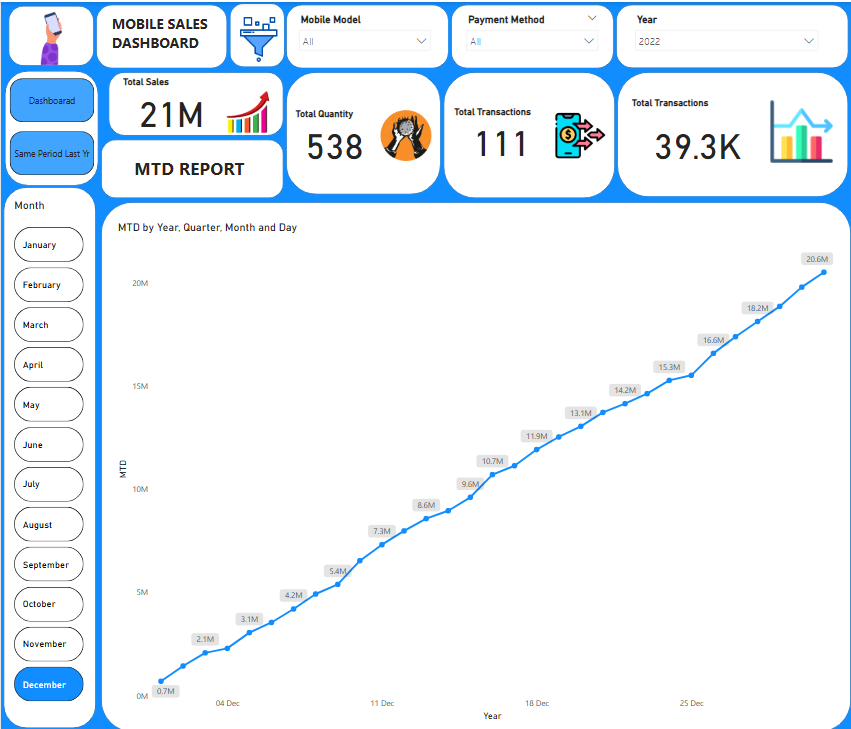 MOBILE SALES
DASHBOARD
Mobile Model
All
Payment Method
All
Year
2022
Dashboarad
Same Period Last Yr
Total Sales
21M
MTD REPORT
Total Quantity
538
Total Transactions
111
Total Transactions
39.3K
Month
January
February
March
April
May
June
July
August
September
October
November
December
MTD by Year, Quarter, Month and Day
MTD
20M
15M
10M
5M
0M
0.7M
2.1M
3.1M
4.2M
5.4M
7.3M
8.6M
9.6M
10.7M
11.9M
13.1M
14.2M
15.3M
16.6M
18.2M
20.6M
04 Dec
11 Dec
18 Dec
25 Dec
Year